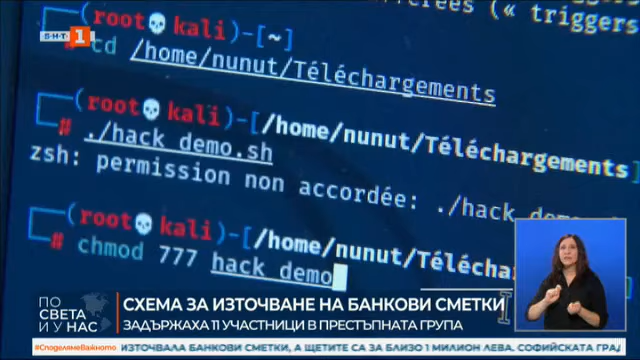 rées (« triggers
(root💀kali)-[~]
# cd /home/nunut/Téléchargements
(root💀kali)-[/home/nunut/Téléchargements]
# ./hack_demo.sh
zsh: permission non accordée: ./hack_demo
(root💀kali)-[/home/nunut/Télécha
# chmod 777 hack_demo
БНТ 1
ПО СВЕТА И У НАС
СХЕМА ЗА ИЗТОЧВАНЕ НА БАНКОВИ СМЕТКИ
ЗАДЪРЖАХА 11 УЧАСТНИЦИ В ПРЕСТЪПНАТА ГРУПА
#СподелямеВажното ИЗТОЧВАЛА БАНКОВИ СМЕТКИ, А ЩЕТИТЕ СА ЗА БЛИЗО 1 МИЛИОН ЛЕВА. СОФИЙСКАТА ГРАД